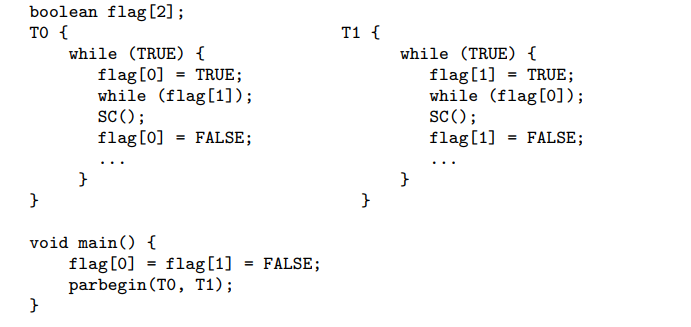 boolean flag[2];
T0 { T1 {
while (TRUE) { while (TRUE) {
flag[0] = TRUE; flag[1] = TRUE;
while (flag[1]); while (flag[0]);
SC(); SC();
flag[0] = FALSE; flag[1] = FALSE;
... ...
} }
} }
void main() {
flag[0] = flag[1] = FALSE;
parbegin(T0, T1);
}